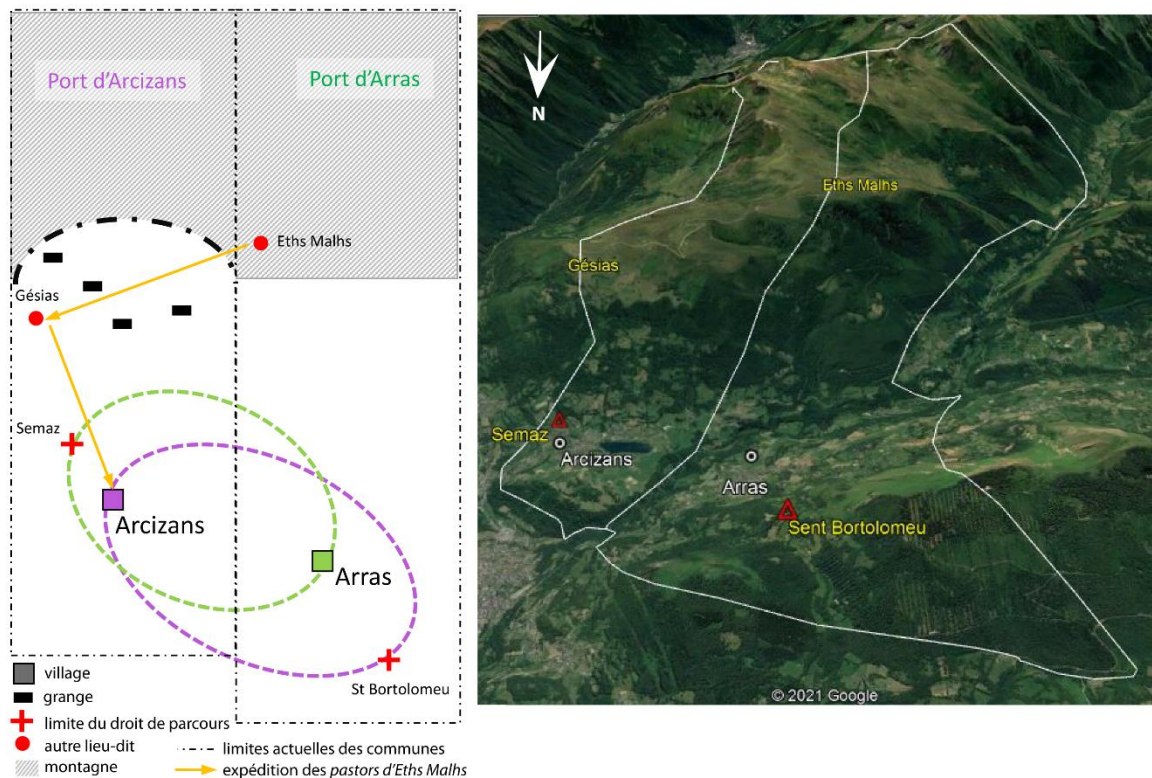 Port d'Arcizans
Port d'Arras
Eths Malhs
Gésias
Semaz
Arcizans
Arras
St Bortolomeu
village
grange
limite du droit de parcours
autre lieu-dit
montagne
limites actuelles des communes
expédition des pastors d'Eths Malhs
N
Eths Malhs
Gésias
Semaz
Arcizans
Arras
Sent Bortolomeu
© 2021 Google